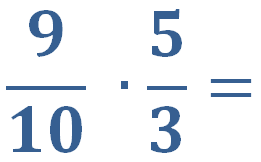 9/10 · 5/3 =